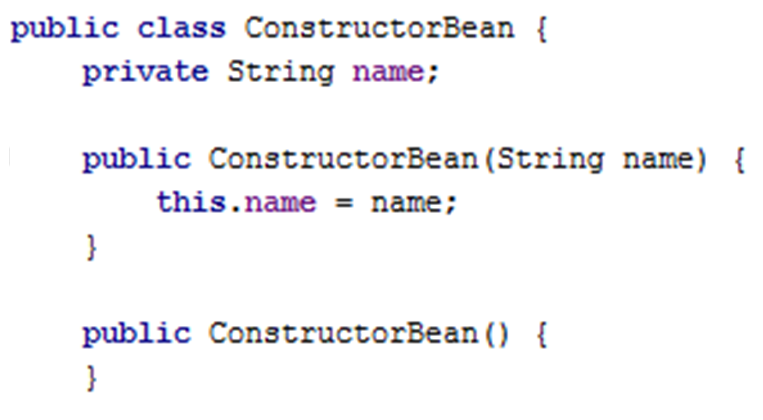 public class ConstructorBean {
    private String name;
    public ConstructorBean(String name) {
        this.name = name;
    }
    public ConstructorBean() {
    }